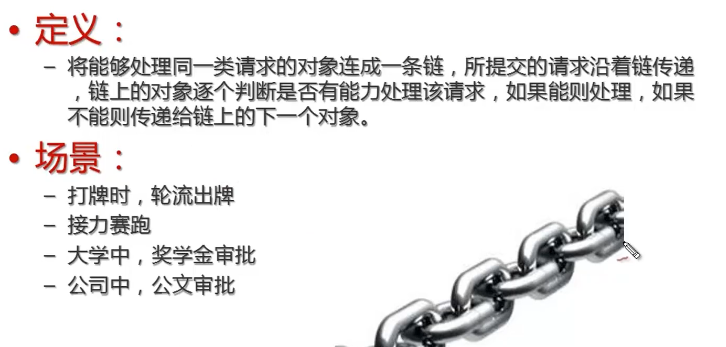 • 定义：
– 将能够处理同一类请求的对象连成一条链，所提交的请求沿着链传递
，链上的对象逐个判断是否有能力处理该请求，如果能则处理，如果
不能则传递给链上的下一个对象。
• 场景：
– 打牌时，轮流出牌
– 接力赛跑
– 大学中，奖学金审批
– 公司中，公文审批